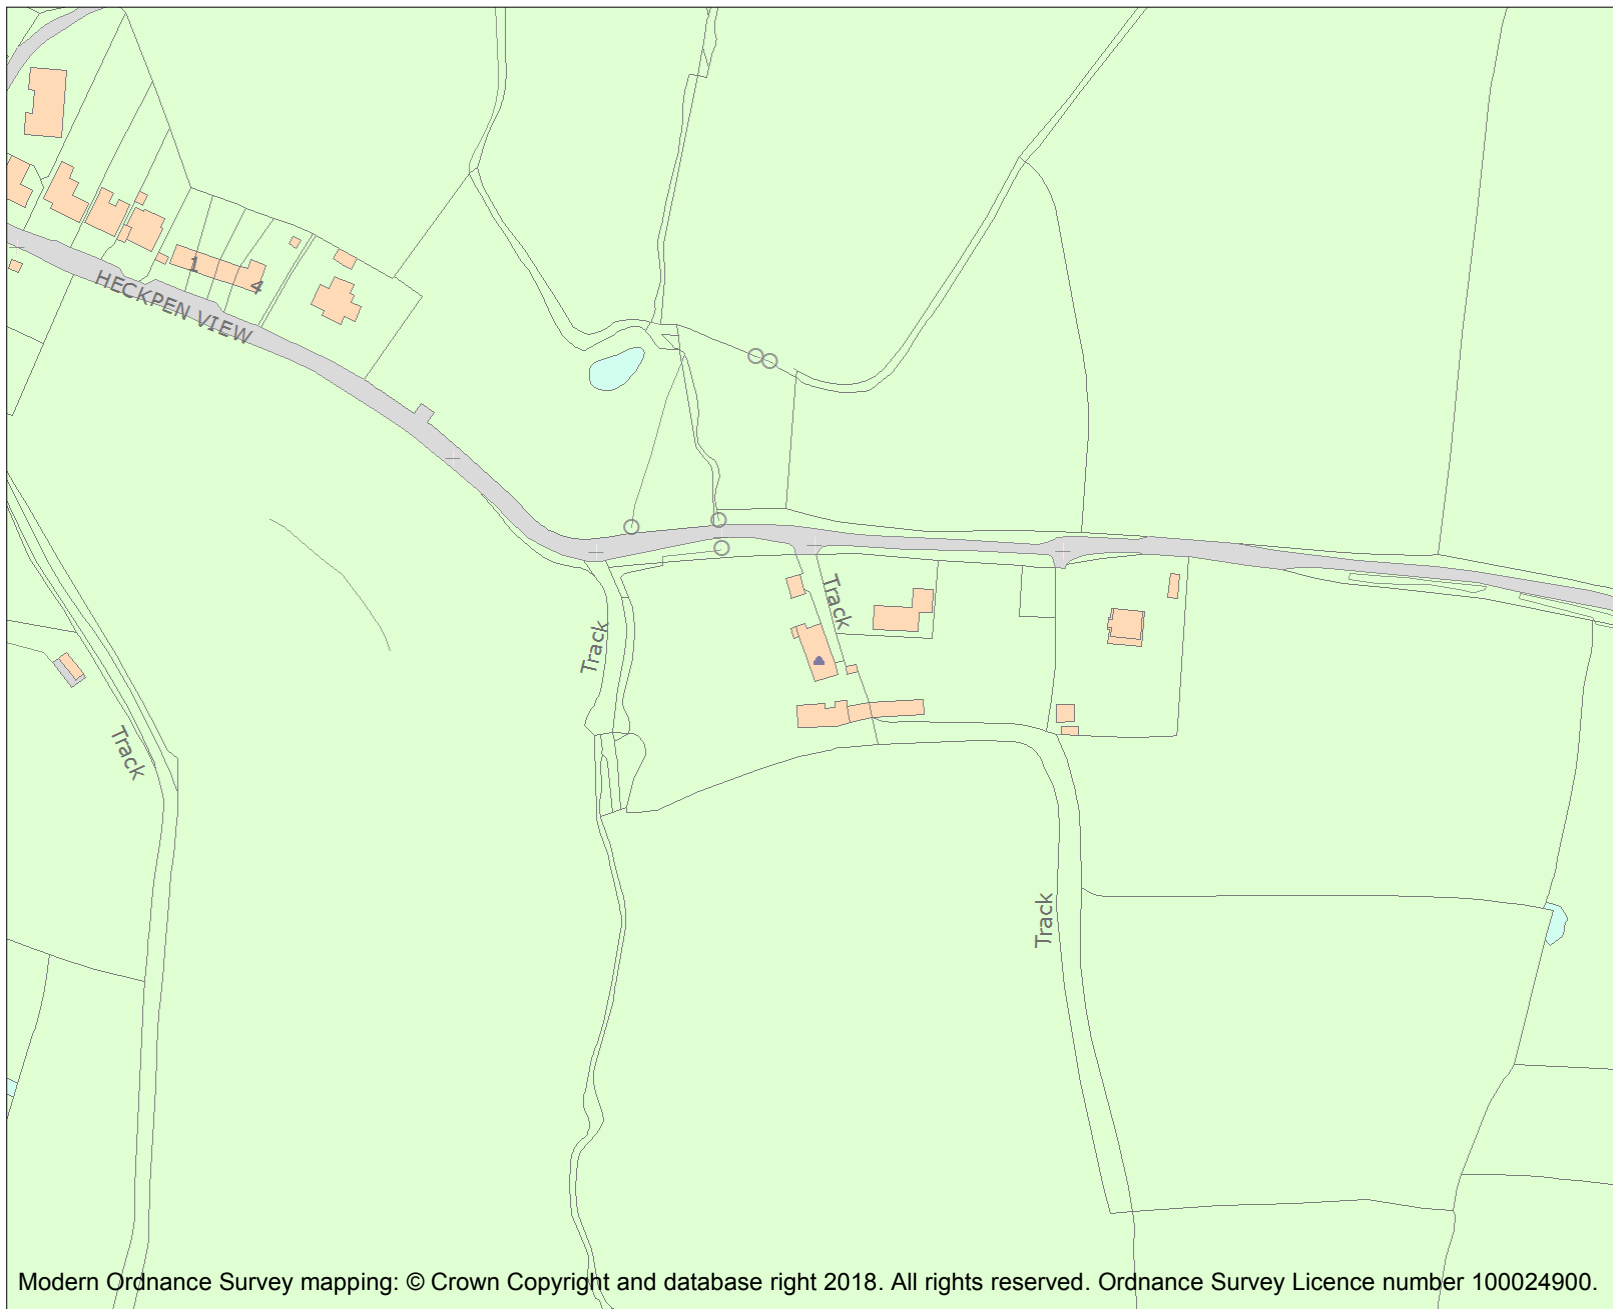 1
4
HECKPEN VIEW
Track
Track
Track
Track
Modern Ordnance Survey mapping: © Crown Copyright and database right 2018. All rights reserved. Ordnance Survey Licence number 100024900.